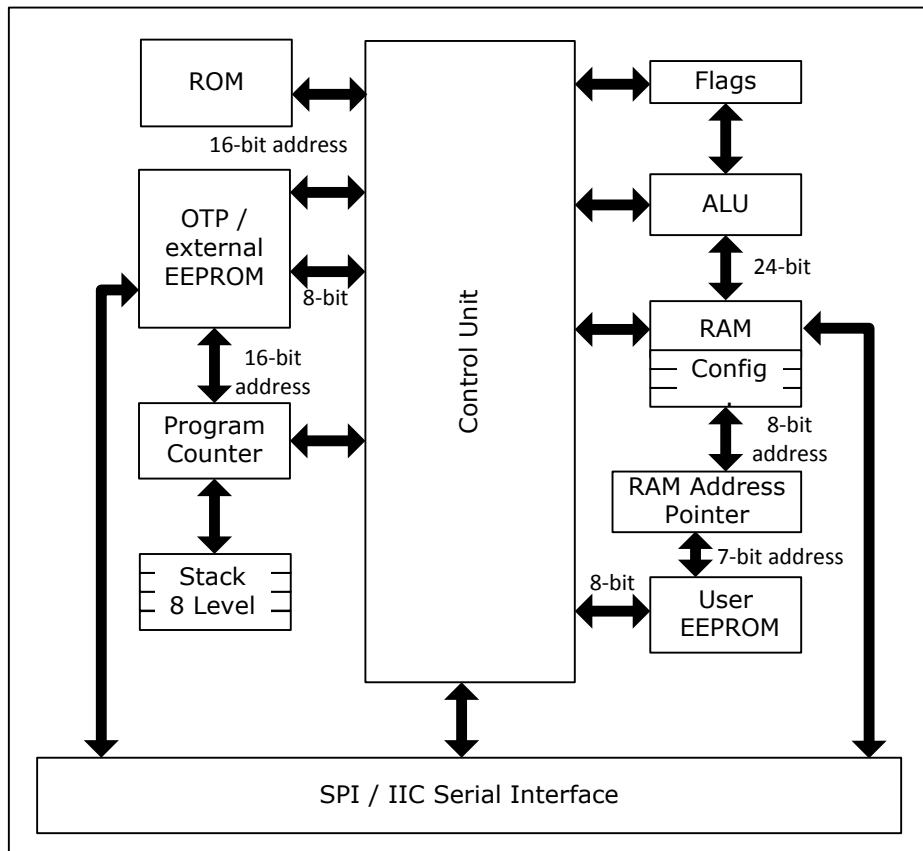 ROM
16-bit address
OTP /
external
EEPROM
8-bit
16-bit
address
Program
Counter
Stack
8 Level
Control Unit
Flags
ALU
24-bit
RAM
Config
8-bit
address
RAM Address
Pointer
7-bit address
8-bit
User
EEPROM
SPI / IIC Serial Interface